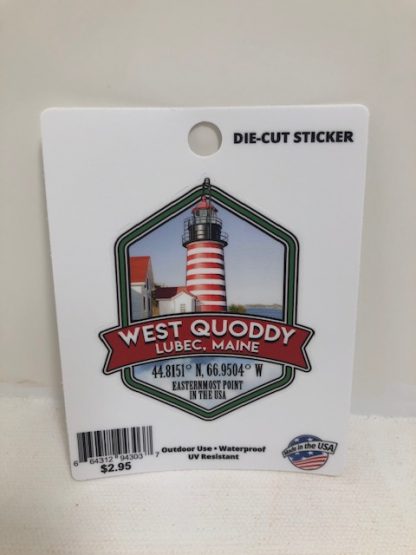 DIE-CUT STICKER
WEST QUODDY
LUBEC, MAINE
44.8151° N, 66.9504° W
EASTERNMOST POINT
IN THE USA
Outdoor Use • Waterproof
UV Resistant
6 64312 94303 7
$2.95
Made in the USA